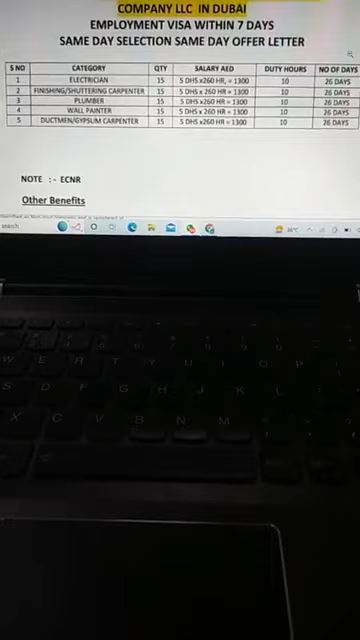 COMPANY LLC IN DUBAI
EMPLOYMENT VISA WITHIN 7 DAYS
SAME DAY SELECTION SAME DAY OFFER LETTER
S NO CATEGORY QTY SALARY AED DUTY HOURS NO OF DAYS
1 ELECTRICIAN 15 5 DHS x260 HR, = 1300 10 26 DAYS
2 FINISHING/SHUTTERING CARPENTER 15 5 DHS x 260 HR = 1300 10 26 DAYS
3 PLUMBER 15 5 DHS x260 HR = 1300 10 26 DAYS
4 WALL PAINTER 15 5 DHS x 260 HR = 1300 10 26 DAYS
5 DUCTMEN/GYPSUM CARPENTER 15 5 DHS x260 HR = 1300 10 26 DAYS
NOTE :- ECNR
Other Benefits
search
W E R T Y U I O P
S D F G H J K L
X C V B N M